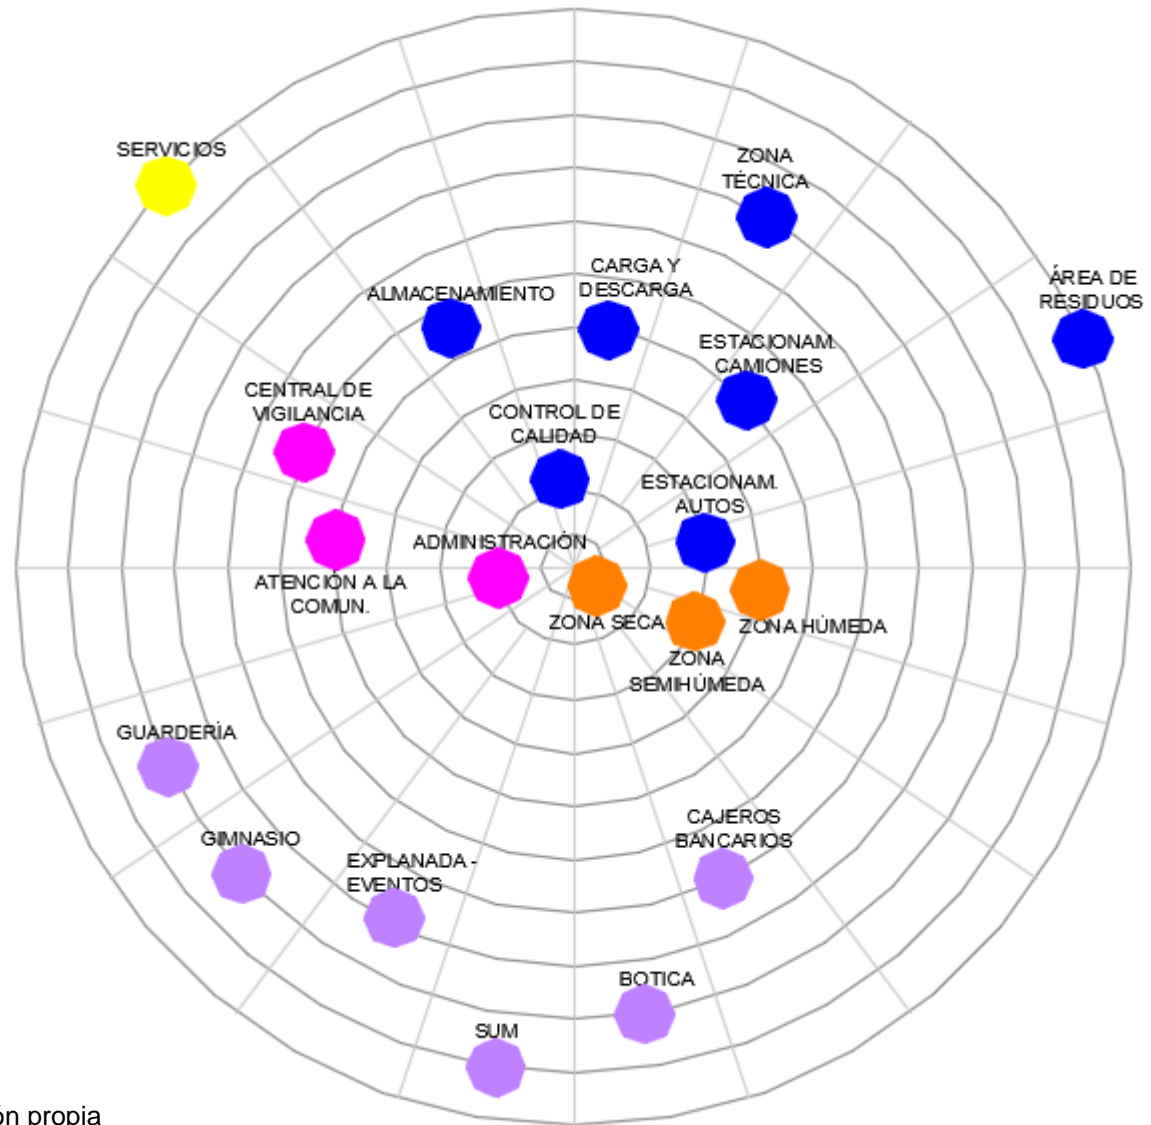 SERVICIOS
ZONA
TÉCNICA
ÁREA DE
RESIDUOS
CARGA Y
DESCARGA
ALMACENAMIENTO
ESTACIONAM.
CAMIONES
CENTRAL DE
VIGILANCIA
CONTROL DE
CALIDAD
ESTACIONAM.
AUTOS
ADMINISTRACIÓN
ATENCIÓN A LA
COMUN.
ZONA SECA
ZONA HÚMEDA
ZONA
SEMIHÚMEDA
GUARDERÍA
GIMNASIO
EXPLANADA -
EVENTOS
CAJEROS
BANCARIOS
BOTICA
SUM
ón propia